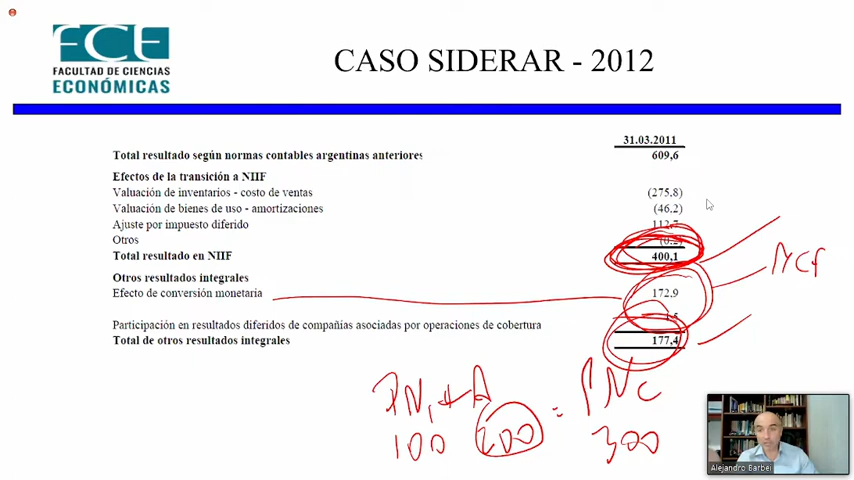 FCE
FACULTAD DE CIENCIAS
ECONÓMICAS
CASO SIDERAR - 2012
31.03.2011
Total resultado según normas contables argentinas anteriores 609,6
Efectos de la transición a NIIF
Valuación de inventarios - costo de ventas (275,8)
Valuación de bienes de uso - amortizaciones (46,2)
Ajuste por impuesto diferido 112,7
Otros (0,2)
Total resultado en NIIF 400,1
Otros resultados integrales
Efecto de conversión monetaria 172,9
Participación en resultados diferidos de compañías asociadas por operaciones de cobertura
Total de otros resultados integrales 177,4
100 200 = 300
Alejandro Barbei